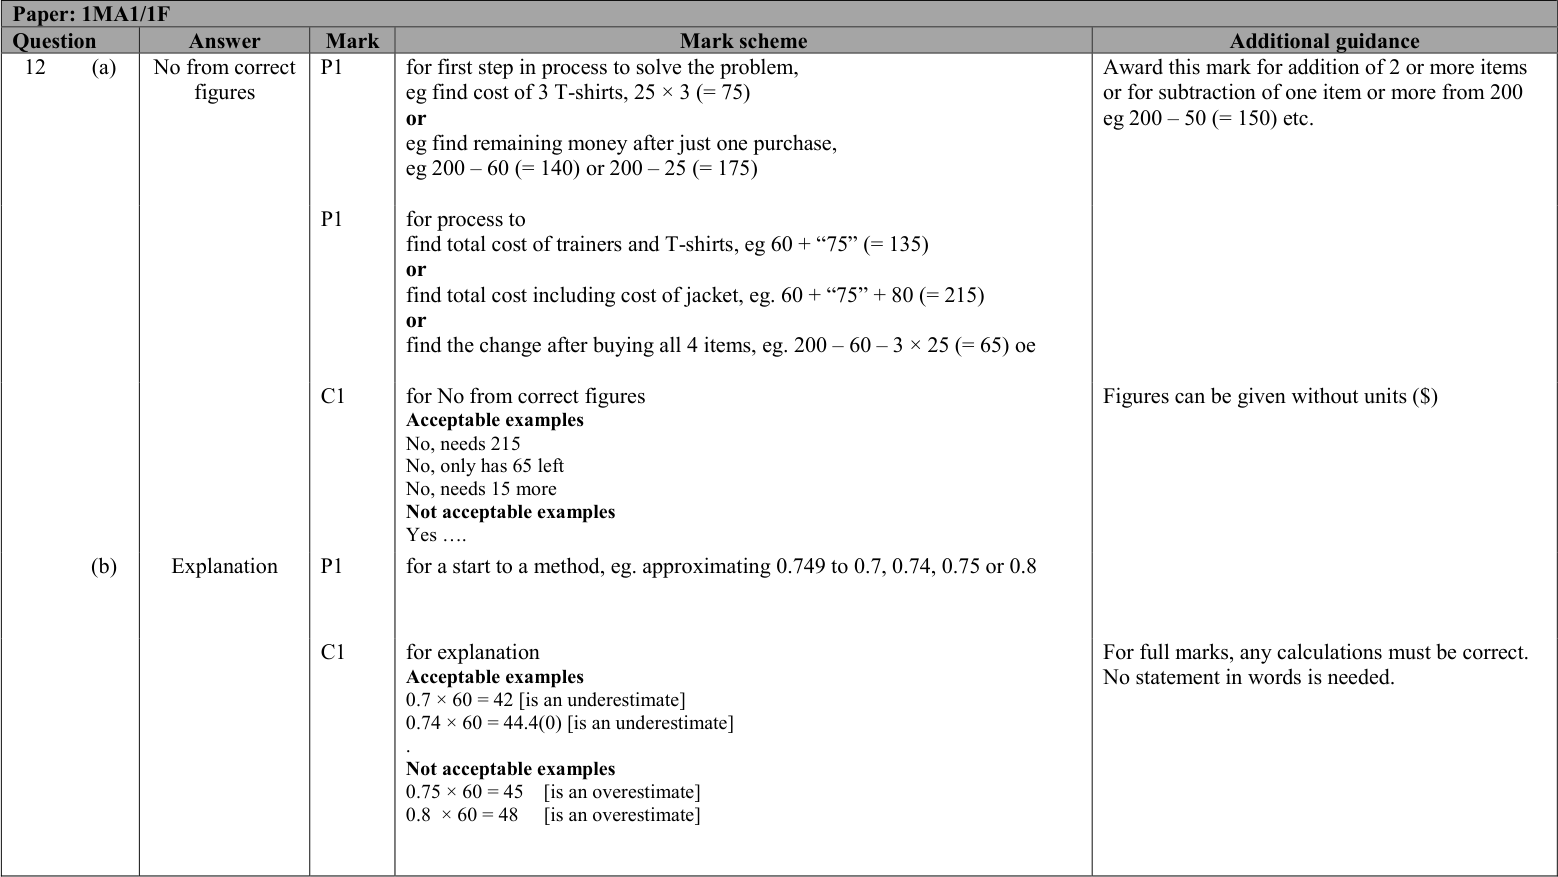 Paper: 1MA1/1F
Question Answer Mark Mark scheme Additional guidance
12 (a) No from correct P1 for first step in process to solve the problem, Award this mark for addition of 2 or more items
figures eg find cost of 3 T-shirts, 25 × 3 (= 75) or for subtraction of one item or more from 200
or eg 200 – 50 (= 150) etc.
eg find remaining money after just one purchase,
eg 200 – 60 (= 140) or 200 – 25 (= 175)
P1 for process to
find total cost of trainers and T-shirts, eg 60 + “75” (= 135)
or
find total cost including cost of jacket, eg. 60 + “75” + 80 (= 215)
or
find the change after buying all 4 items, eg. 200 – 60 – 3 × 25 (= 65) oe
C1 for No from correct figures Figures can be given without units ($)
Acceptable examples
No, needs 215
No, only has 65 left
No, needs 15 more
Not acceptable examples
Yes ….
(b) Explanation P1 for a start to a method, eg. approximating 0.749 to 0.7, 0.74, 0.75 or 0.8
C1 for explanation For full marks, any calculations must be correct.
Acceptable examples No statement in words is needed.
0.7 × 60 = 42 [is an underestimate]
0.74 × 60 = 44.4(0) [is an underestimate]
.
Not acceptable examples
0.75 × 60 = 45 [is an overestimate]
0.8 × 60 = 48 [is an overestimate]